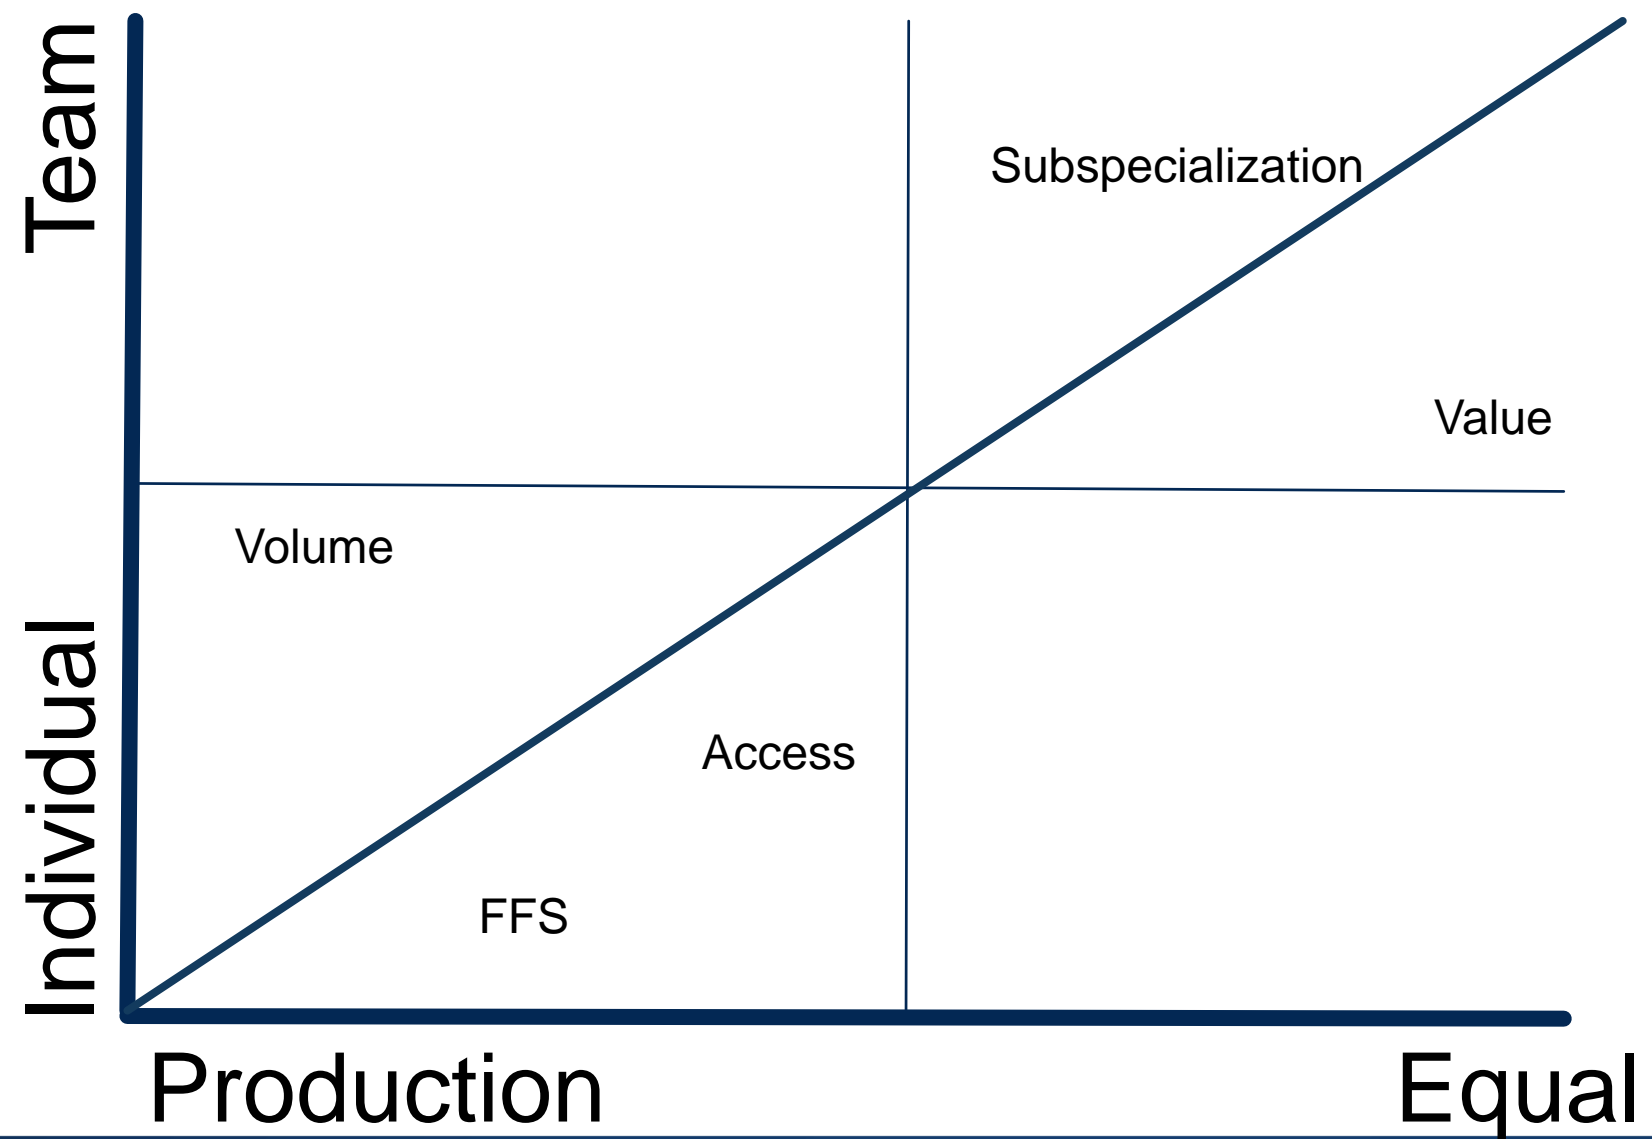 Team
Subspecialization
Value
Volume
Individual
Access
FFS
Production
Equal